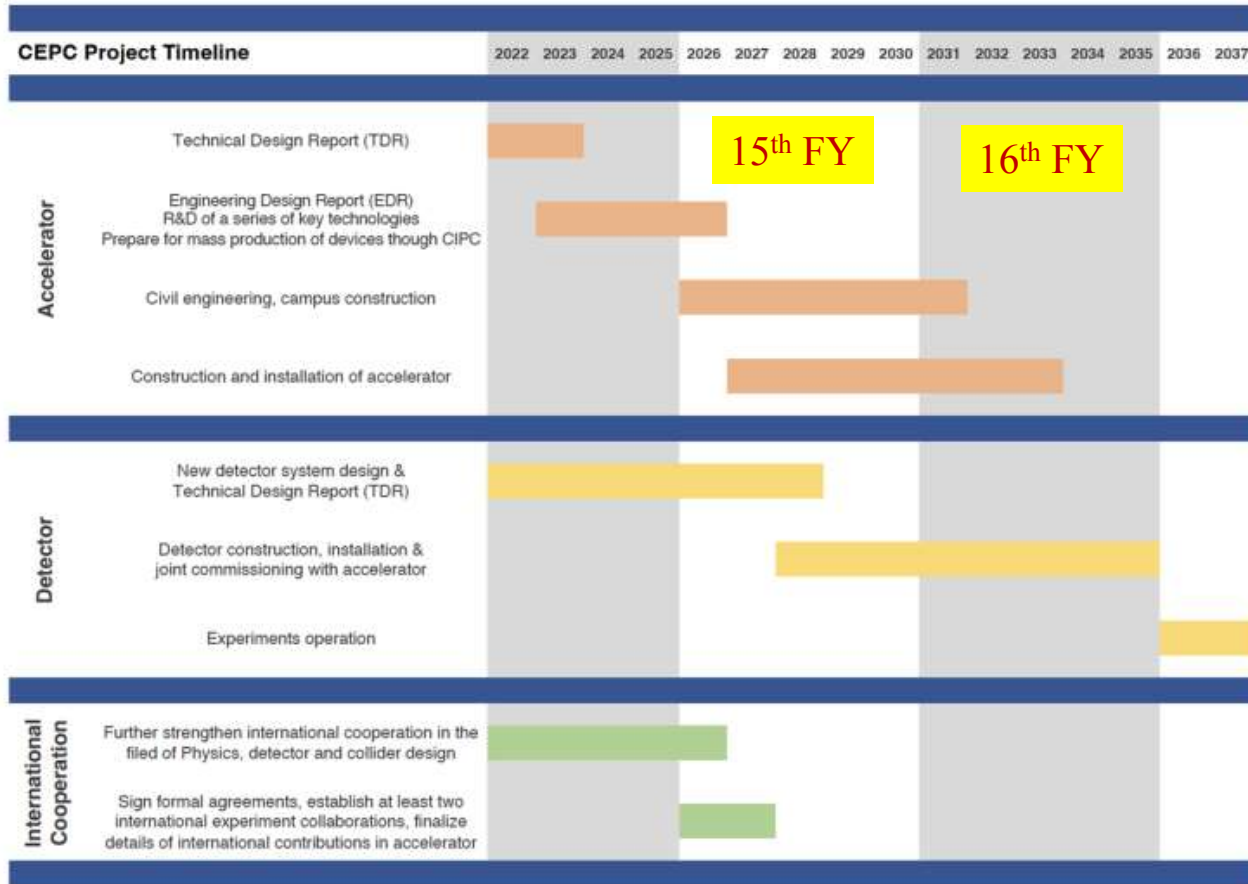 CEPC Project Timeline 2022 2023 2024 2025 2026 2027 2028 2029 2030 2031 2032 2033 2034 2035 2036 2037
Accelerator
Technical Design Report (TDR)
15th FY
16th FY
Engineering Design Report (EDR)
R&D of a series of key technologies
Prepare for mass production of devices though CIPC
Civil engineering, campus construction
Construction and installation of accelerator
Detector
New detector system design &
Technical Design Report (TDR)
Detector construction, installation &
joint commissioning with accelerator
Experiments operation
International
Cooperation
Further strengthen international cooperation in the
filed of Physics, detector and collider design
Sign formal agreements, establish at least two
international experiment collaborations, finalize
details of international contributions in accelerator